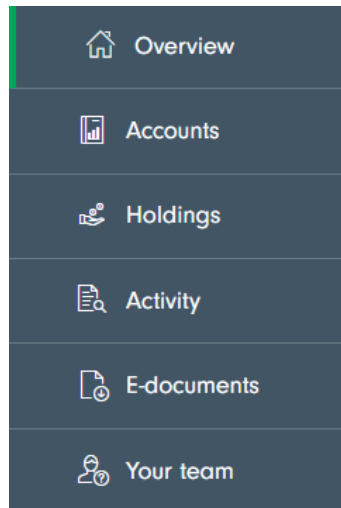 Overview
Accounts
Holdings
Activity
E-documents
Your team